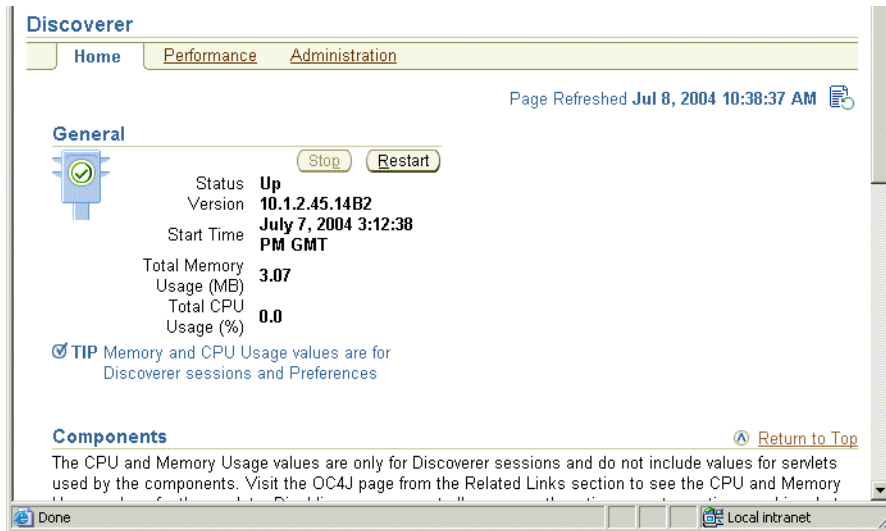 Discoverer
Home Performance Administration
Page Refreshed Jul 8, 2004 10:38:37 AM
General
Stop Restart
Status Up
Version 10.1.2.45.14B2
Start Time July 7, 2004 3:12:38
PM GMT
Total Memory
Usage (MB) 3.07
Total CPU
Usage (%) 0.0
TIP Memory and CPU Usage values are for
Discoverer sessions and Preferences
Components
Return to Top
The CPU and Memory Usage values are only for Discoverer sessions and do not include values for servlets
used by the components. Visit the OC4J page from the Related Links section to see the CPU and Memory
Done
Local intranet